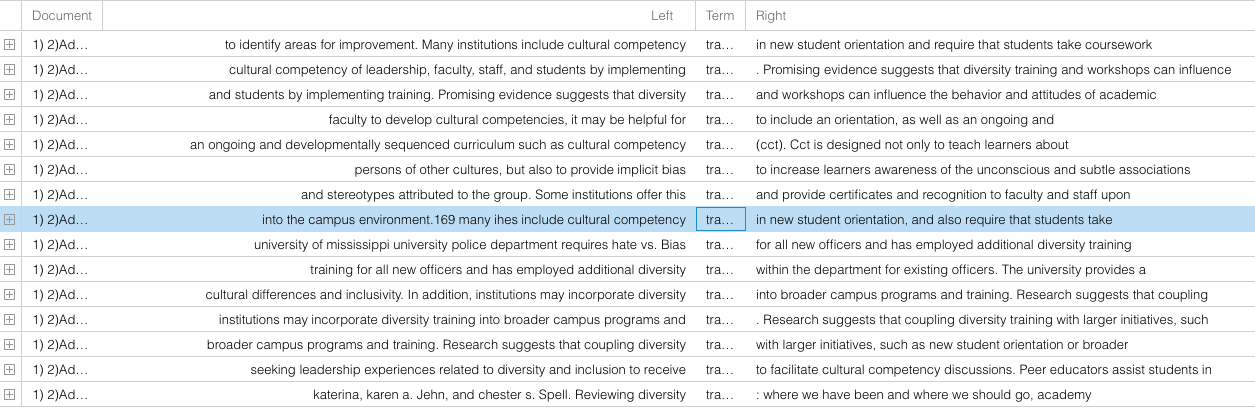 Document Left Term Right
1) 2)Ad… to identify areas for improvement. Many institutions include cultural competency tra… in new student orientation and require that students take coursework
1) 2)Ad… cultural competency of leadership, faculty, staff, and students by implementing tra… . Promising evidence suggests that diversity training and workshops can influence
1) 2)Ad… and students by implementing training. Promising evidence suggests that diversity tra… and workshops can influence the behavior and attitudes of academic
1) 2)Ad… faculty to develop cultural competencies, it may be helpful for tra… to include an orientation, as well as an ongoing and
1) 2)Ad… an ongoing and developmentally sequenced curriculum such as cultural competency tra… (cct). Cct is designed not only to teach learners about
1) 2)Ad… persons of other cultures, but also to provide implicit bias tra… to increase learners awareness of the unconscious and subtle associations
1) 2)Ad… and stereotypes attributed to the group. Some institutions offer this tra… and provide certificates and recognition to faculty and staff upon
1) 2)Ad… into the campus environment.169 many ihes include cultural competency tra… in new student orientation, and also require that students take
1) 2)Ad… university of mississippi university police department requires hate vs. Bias tra… for all new officers and has employed additional diversity training
1) 2)Ad… training for all new officers and has employed additional diversity tra… within the department for existing officers. The university provides a
1) 2)Ad… cultural differences and inclusivity. In addition, institutions may incorporate diversity tra… into broader campus programs and training. Research suggests that coupling
1) 2)Ad… institutions may incorporate diversity training into broader campus programs and tra… . Research suggests that coupling diversity training with larger initiatives, such
1) 2)Ad… broader campus programs and training. Research suggests that coupling diversity tra… with larger initiatives, such as new student orientation or broader
1) 2)Ad… seeking leadership experiences related to diversity and inclusion to receive tra… to facilitate cultural competency discussions. Peer educators assist students in
1) 2)Ad… katerina, karen a. Jehn, and chester s. Spell. Reviewing diversity tra… : where we have been and where we should go, academy